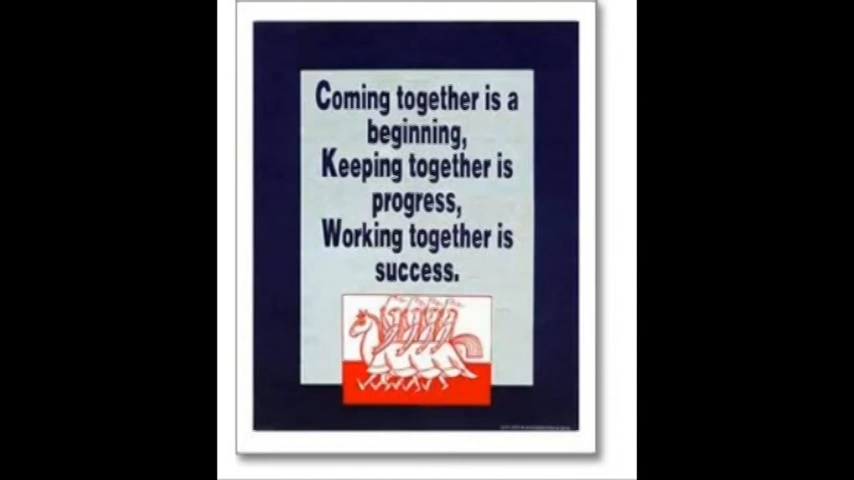 Coming together is a
beginning,
Keeping together is
progress,
Working together is
success.